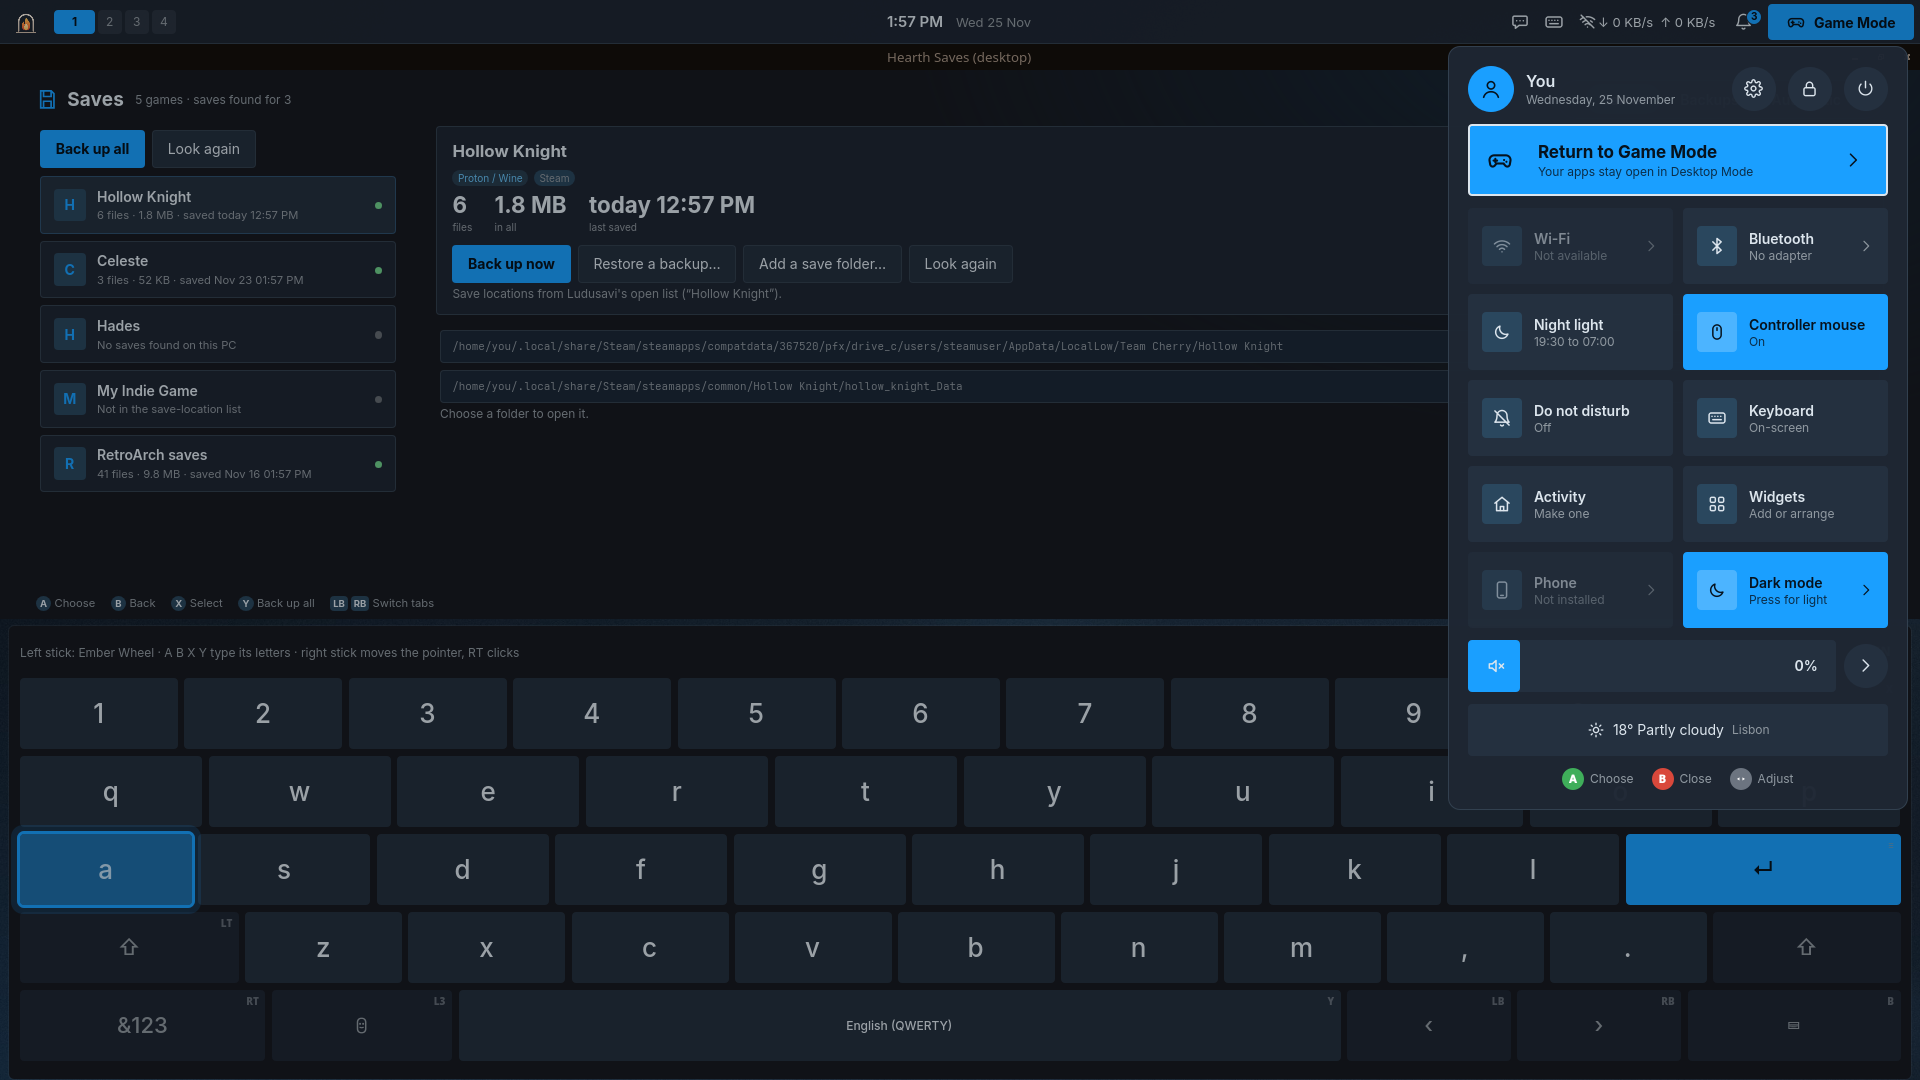 1 2 3 4
1:57 PM Wed 25 Nov
0 KB/s 0 KB/s
3
Game Mode
Hearth Saves (desktop)
Saves 5 games · saves found for 3
Back up all
Look again
Hollow Knight
6 files · 1.8 MB · saved today 12:57 PM
Celeste
3 files · 52 KB · saved Nov 23 01:57 PM
Hades
No saves found on this PC
My Indie Game
Not in the save-location list
RetroArch saves
41 files · 9.8 MB · saved Nov 16 01:57 PM
H
C
H
M
R
Hollow Knight
Proton / Wine Steam
6 1.8 MB today 12:57 PM
files in all last saved
Back up now
Restore a backup...
Add a save folder...
Look again
Save locations from Ludusavi's open list ("Hollow Knight").
/home/you/.local/share/Steam/steamapps/compatdata/367520/pfx/drive_c/users/steamuser/AppData/LocalLow/Team Cherry/Hollow Knight
/home/you/.local/share/Steam/steamapps/common/Hollow Knight/hollow_knight_Data
Choose a folder to open it.
A Choose B Back X Select Y Back up all LB RB Switch tabs
You
Wednesday, 25 November
Return to Game Mode
Your apps stay open in Desktop Mode
Wi-Fi
Not available
Bluetooth
No adapter
Night light
19:30 to 07:00
Controller mouse
On
Do not disturb
Off
Keyboard
On-screen
Activity
Make one
Widgets
Add or arrange
Phone
Not installed
Dark mode
Press for light
0%
18° Partly cloudy Lisbon
A Choose B Close Adjust
Left stick: Ember Wheel · A B X Y type its letters · right stick moves the pointer, RT clicks
1 2 3 4 5 6 7 8 9
q w e r t y u i o p
a s d f g h j k l
LT z x c v b n m , .
&123 RT L3 English (QWERTY) Y ‹ LB › RB B